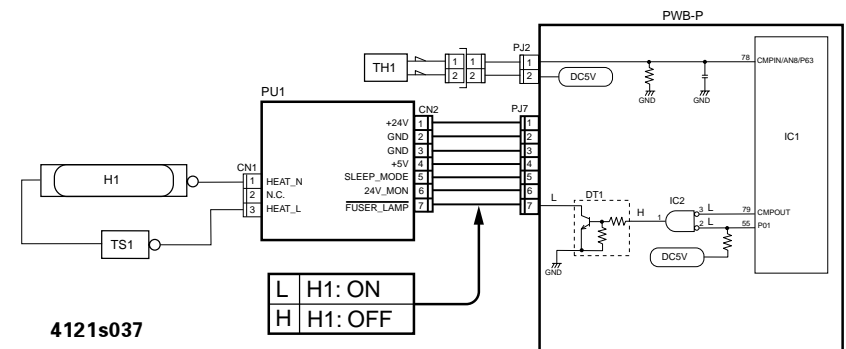 PWB-P
TH1
1 1
2 2
PJ2
1
2
DC5V
GND
GND
78 CMPIN/AN8/P63
IC1
PU1
CN2
PJ7
+24V 1 1
GND 2 2
GND 3 3
+5V 4 4
SLEEP_MODE 5 5
24V_MON 6 6
FUSER_LAMP 7 7
CN1
1 HEAT_N
2 N.C.
3 HEAT_L
H1
TS1
L
DT1
H
1
IC2
3 L
2 L
79 CMPOUT
55 P01
DC5V
GND
L H1: ON
H H1: OFF
4121s037